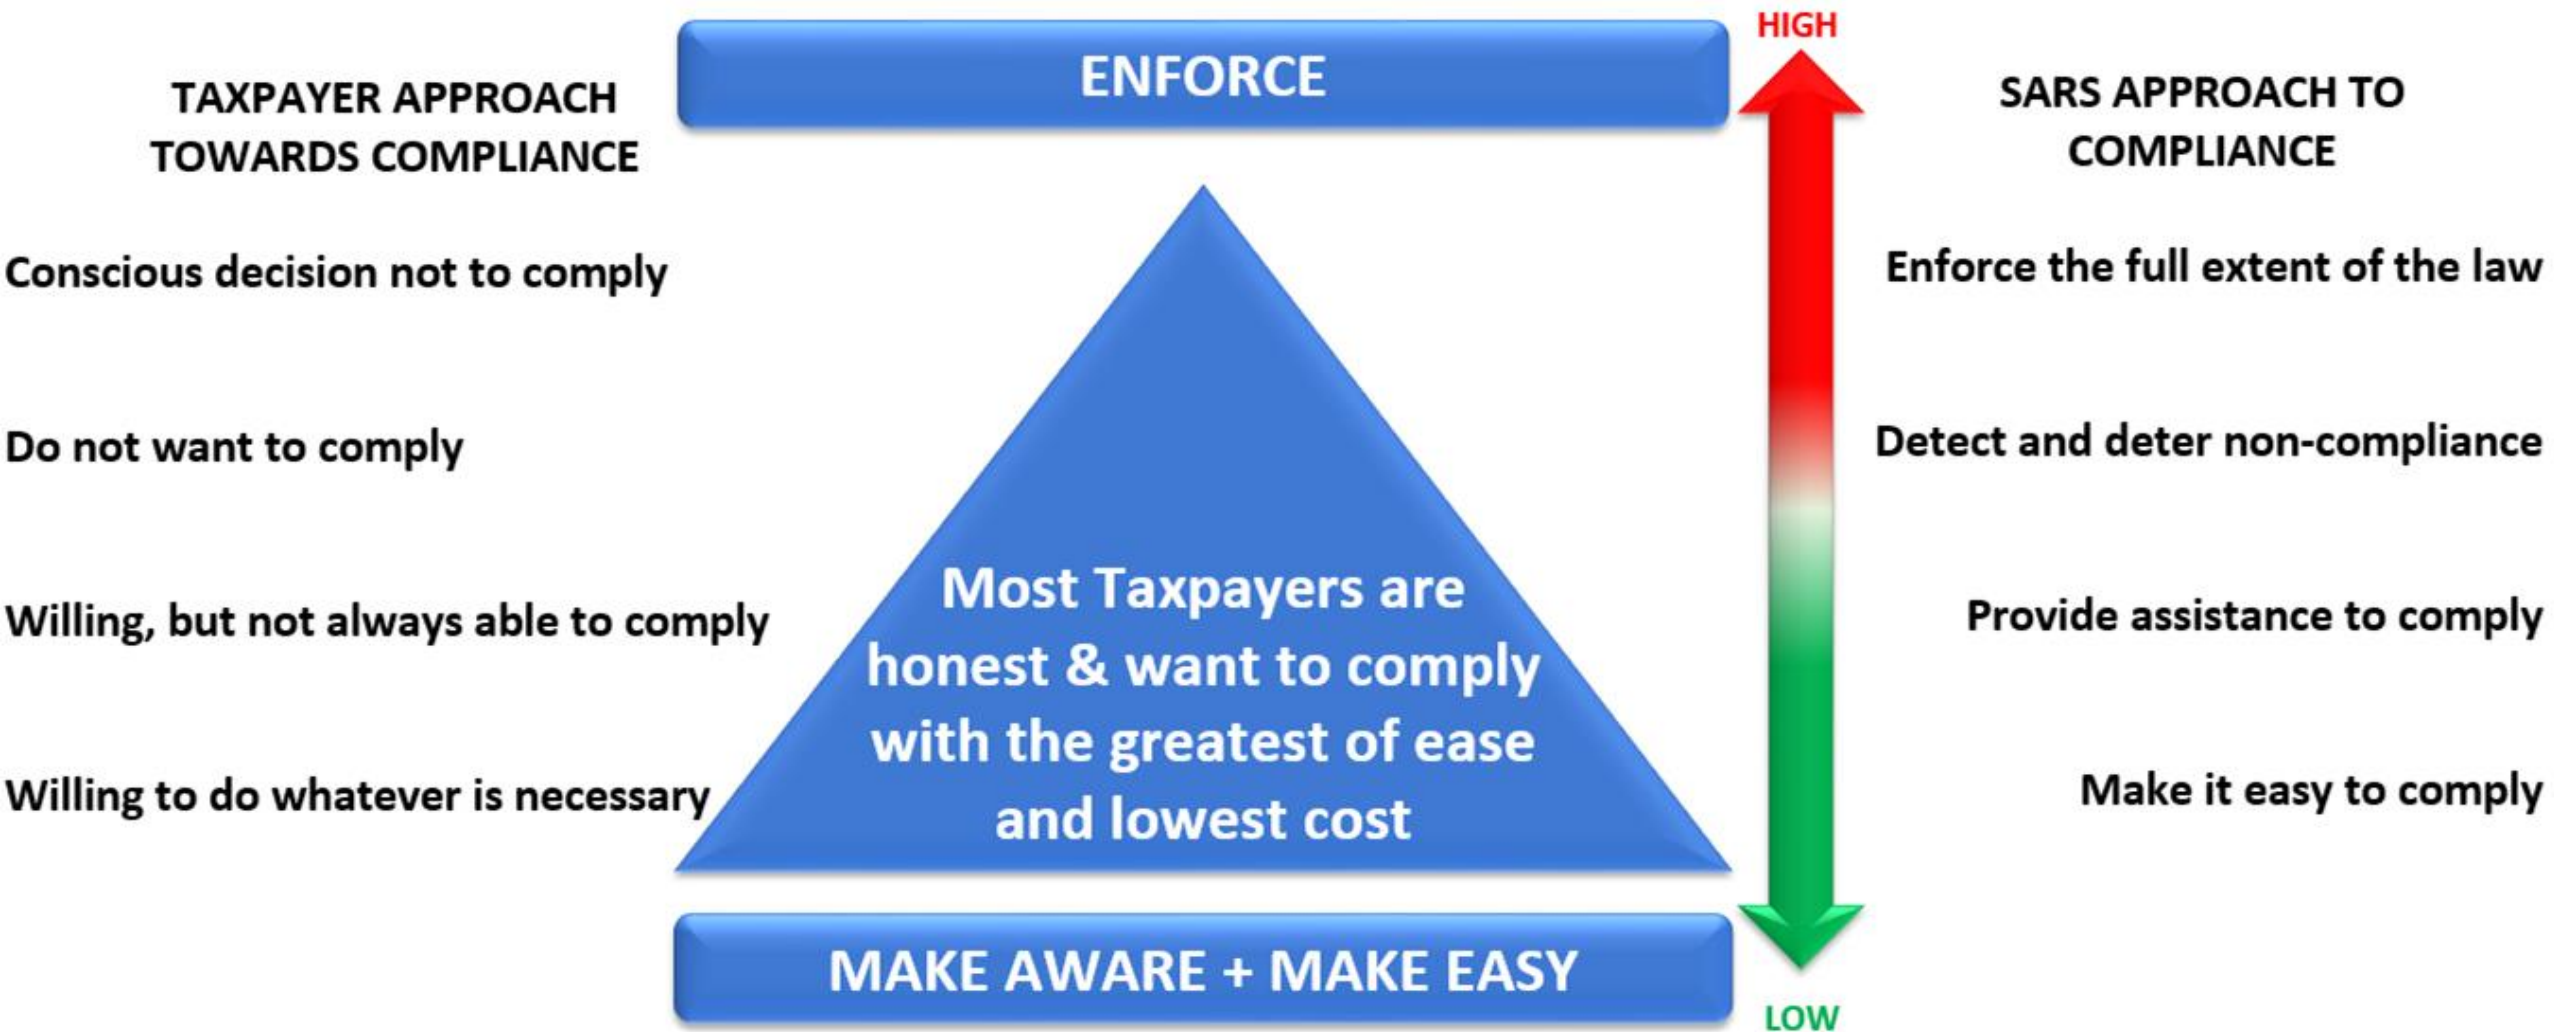 ENFORCE
HIGH
TAXPAYER APPROACH
TOWARDS COMPLIANCE
SARS APPROACH TO
COMPLIANCE
Conscious decision not to comply
Enforce the full extent of the law
Do not want to comply
Detect and deter non-compliance
Willing, but not always able to comply
Provide assistance to comply
Willing to do whatever is necessary
Make it easy to comply
Most Taxpayers are
honest & want to comply
with the greatest of ease
and lowest cost
MAKE AWARE + MAKE EASY
LOW